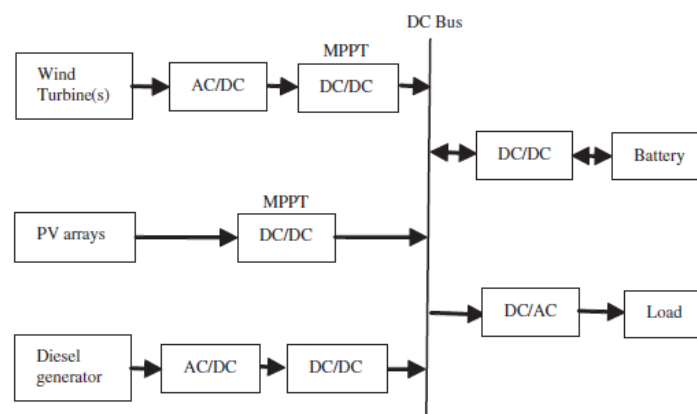 DC Bus
MPPT
Wind
Turbine(s)
AC/DC
DC/DC
DC/DC
Battery
MPPT
PV arrays
DC/DC
DC/AC
Load
Diesel
generator
AC/DC
DC/DC